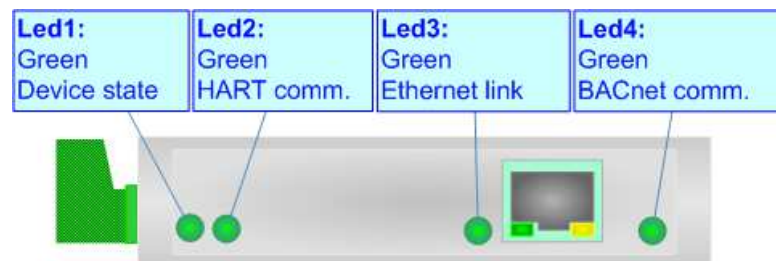 Led1:
Green
Device state
Led2:
Green
HART comm.
Led3:
Green
Ethernet link
Led4:
Green
BACnet comm.